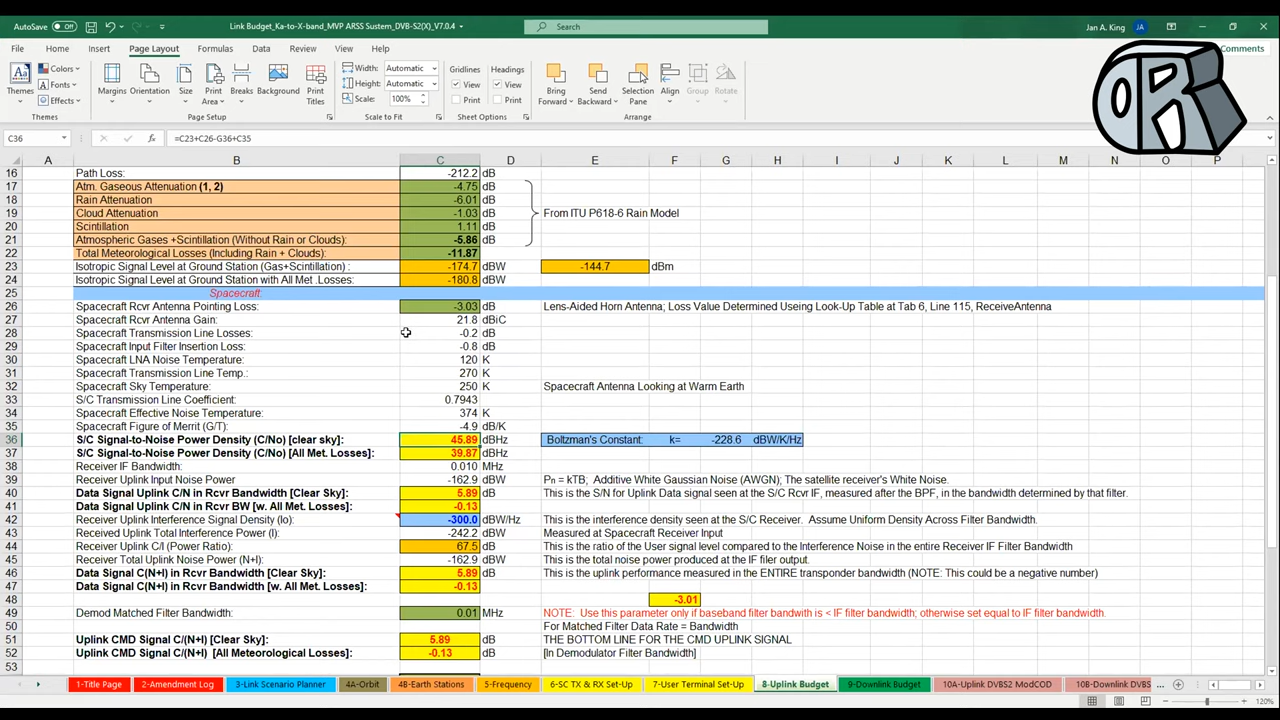 AutoSave Off Link Budget_Ka-to-X-band_MVP ARSS Sustem_DVB-S2(X)_V7.0.4 Search Jan A. King JA
File Home Insert Page Layout Formulas Data Review View Help Comments
Themes Colors Fonts Effects Margins Orientation Size Print Area Breaks Background Print Titles Width: Automatic Height: Automatic Scale: 100% Gridlines View Print Headings View Print Bring Forward Send Backward Selection Pane Align Group Rotate
Themes Page Setup Scale to Fit Sheet Options Arrange
OR
C36 fx =C23+C26-G36+C35
A B C D E F G H I J K L M N O P
16 Path Loss: -212.2 dB
17 Atm. Gaseous Attenuation (1, 2) -4.75 dB
18 Rain Attenuation -6.01 dB
19 Cloud Attenuation -1.03 dB From ITU P618-6 Rain Model
20 Scintillation 1.11 dB
21 Atmospheric Gases +Scintillation (Without Rain or Clouds): -5.86 dB
22 Total Meteorological Losses (Including Rain + Clouds): -11.87
23 Isotropic Signal Level at Ground Station (Gas+Scintillation) : -174.7 dBW -144.7 dBm
24 Isotropic Signal Level at Ground Station with All Met .Losses: -180.8 dBW
25 Spacecraft:
26 Spacecraft Rcvr Antenna Pointing Loss: -3.03 dB Lens-Aided Horn Antenna; Loss Value Determined Useing Look-Up Table at Tab 6, Line 115, ReceiveAntenna
27 Spacecraft Rcvr Antenna Gain: 21.8 dBiC
28 Spacecraft Transmission Line Losses: -0.2 dB
29 Spacecraft Input Filter Insertion Loss: -0.8 dB
30 Spacecraft LNA Noise Temperature: 120 K
31 Spacecraft Transmission Line Temp.: 270 K
32 Spacecraft Sky Temperature: 250 K Spacecraft Antenna Looking at Warm Earth
33 S/C Transmission Line Coefficient: 0.7943
34 Spacecraft Effective Noise Temperature: 374 K
35 Spacecraft Figure of Merrit (G/T): -4.9 dB/K
36 S/C Signal-to-Noise Power Density (C/No) [clear sky]: 45.89 dBHz Boltzman's Constant: k= -228.6 dBW/K/Hz
37 S/C Signal-to-Noise Power Density (C/No) [All Met. Losses]: 39.87 dBHz
38 Receiver IF Bandwidth: 0.010 MHz
39 Receiver Uplink Input Noise Power -162.9 dBW Pn = kTB; Additive White Gaussian Noise (AWGN); The satellite receiver's White Noise.
40 Data Signal Uplink C/N in Rcvr Bandwidth [Clear Sky]: 5.89 dB This is the S/N for Uplink Data signal seen at the S/C Rcvr IF, measured after the BPF, in the bandwidth determined by that filter.
41 Data Signal Uplink C/N in Rcvr BW [w. All Met. Losses]: -0.13 dB
42 Receiver Uplink Interference Signal Density (Io): -300.0 dBW/Hz This is the interference density seen at the S/C Receiver. Assume Uniform Density Across Filter Bandwidth.
43 Received Uplink Total Interference Power (I): -242.2 dBW Measured at Spacecraft Receiver Input
44 Receiver Uplink C/I (Power Ratio): 67.5 dB This is the ratio of the User signal level compared to the Interference Noise in the entire Receiver IF Filter Bandwidth
45 Receiver Total Uplink Noise Power (N+I): -162.9 dBW This is the total noise power produced at the IF filer output.
46 Data Signal C(N+I) in Rcvr Bandwidth [Clear Sky]: 5.89 dB This is the uplink performance measured in the ENTIRE transponder bandwidth (NOTE: This could be a negative number)
47 Data Signal C(N+I) in Rcvr Bandwidth [w. All Met. Losses]: -0.13 dB
48 -3.01
49 Demod Matched Filter Bandwidth: 0.01 MHz NOTE: Use this parameter only if baseband filter bandwith is < IF filter bandwidth; otherwise set equal to IF filter bandwidth.
50 For Matched Filter Data Rate = Bandwidth
51 Uplink CMD Signal C/(N+I) [Clear Sky]: 5.89 dB THE BOTTOM LINE FOR THE CMD UPLINK SIGNAL
52 Uplink CMD Signal C/(N+I) [All Meteorological Losses]: -0.13 dB [In Demodulator Filter Bandwidth]
53
1-Title Page 2-Amendment Log 3-Link Scenario Planner 4A-Orbit 4B-Earth Stations 5-Frequency 6-SC TX & RX Set-Up 7-User Terminal Set-Up 8-Uplink Budget 9-Downlink Budget 10A-Uplink DVBS2 ModCOD 10B-Downlink DVBS ...
120%